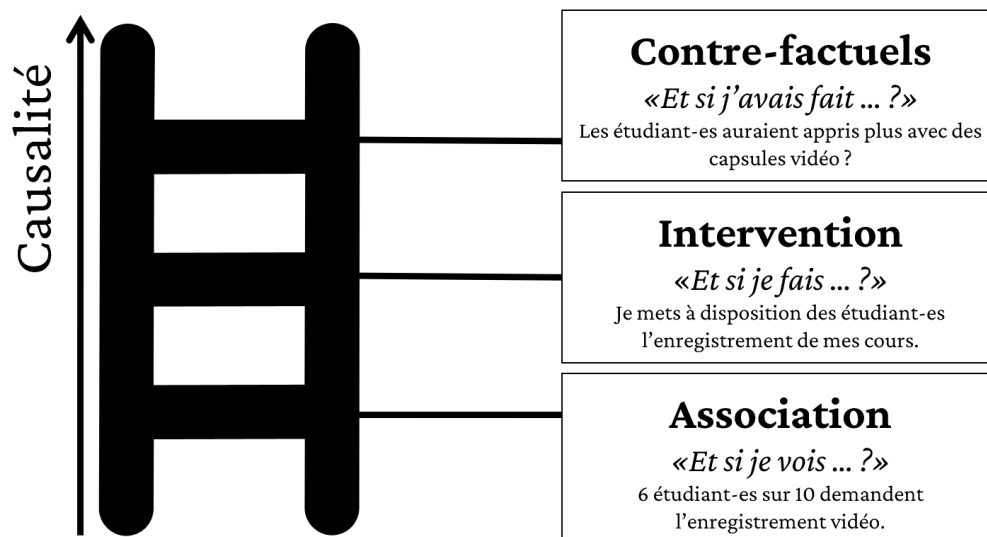 Causalité
Contre-factuels
«Et si j’avais fait ... ?»
Les étudiant-es auraient appris plus avec des
capsules vidéo ?
Intervention
«Et si je fais ... ?»
Je mets à disposition des étudiant-es
l’enregistrement de mes cours.
Association
«Et si je vois ... ?»
6 étudiant-es sur 10 demandent
l’enregistrement vidéo.